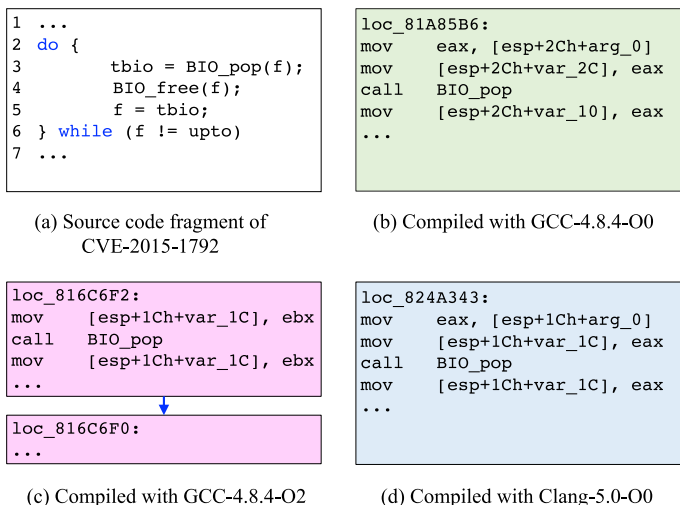 1 ...
2 do {
3 tbio = BIO_pop(f);
4 BIO_free(f);
5 f = tbio;
6 } while (f != upto)
7 ...
(a) Source code fragment of
CVE-2015-1792
loc_81A85B6:
mov eax, [esp+2Ch+arg_0]
mov [esp+2Ch+var_2C], eax
call BIO_pop
mov [esp+2Ch+var_10], eax
...
(b) Compiled with GCC-4.8.4-O0
loc_816C6F2:
mov [esp+1Ch+var_1C], ebx
call BIO_pop
mov [esp+1Ch+var_1C], ebx
...
loc_816C6F0:
...
(c) Compiled with GCC-4.8.4-O2
loc_824A343:
mov eax, [esp+1Ch+arg_0]
mov [esp+1Ch+var_1C], eax
call BIO_pop
mov [esp+1Ch+var_1C], eax
...
(d) Compiled with Clang-5.0-O0